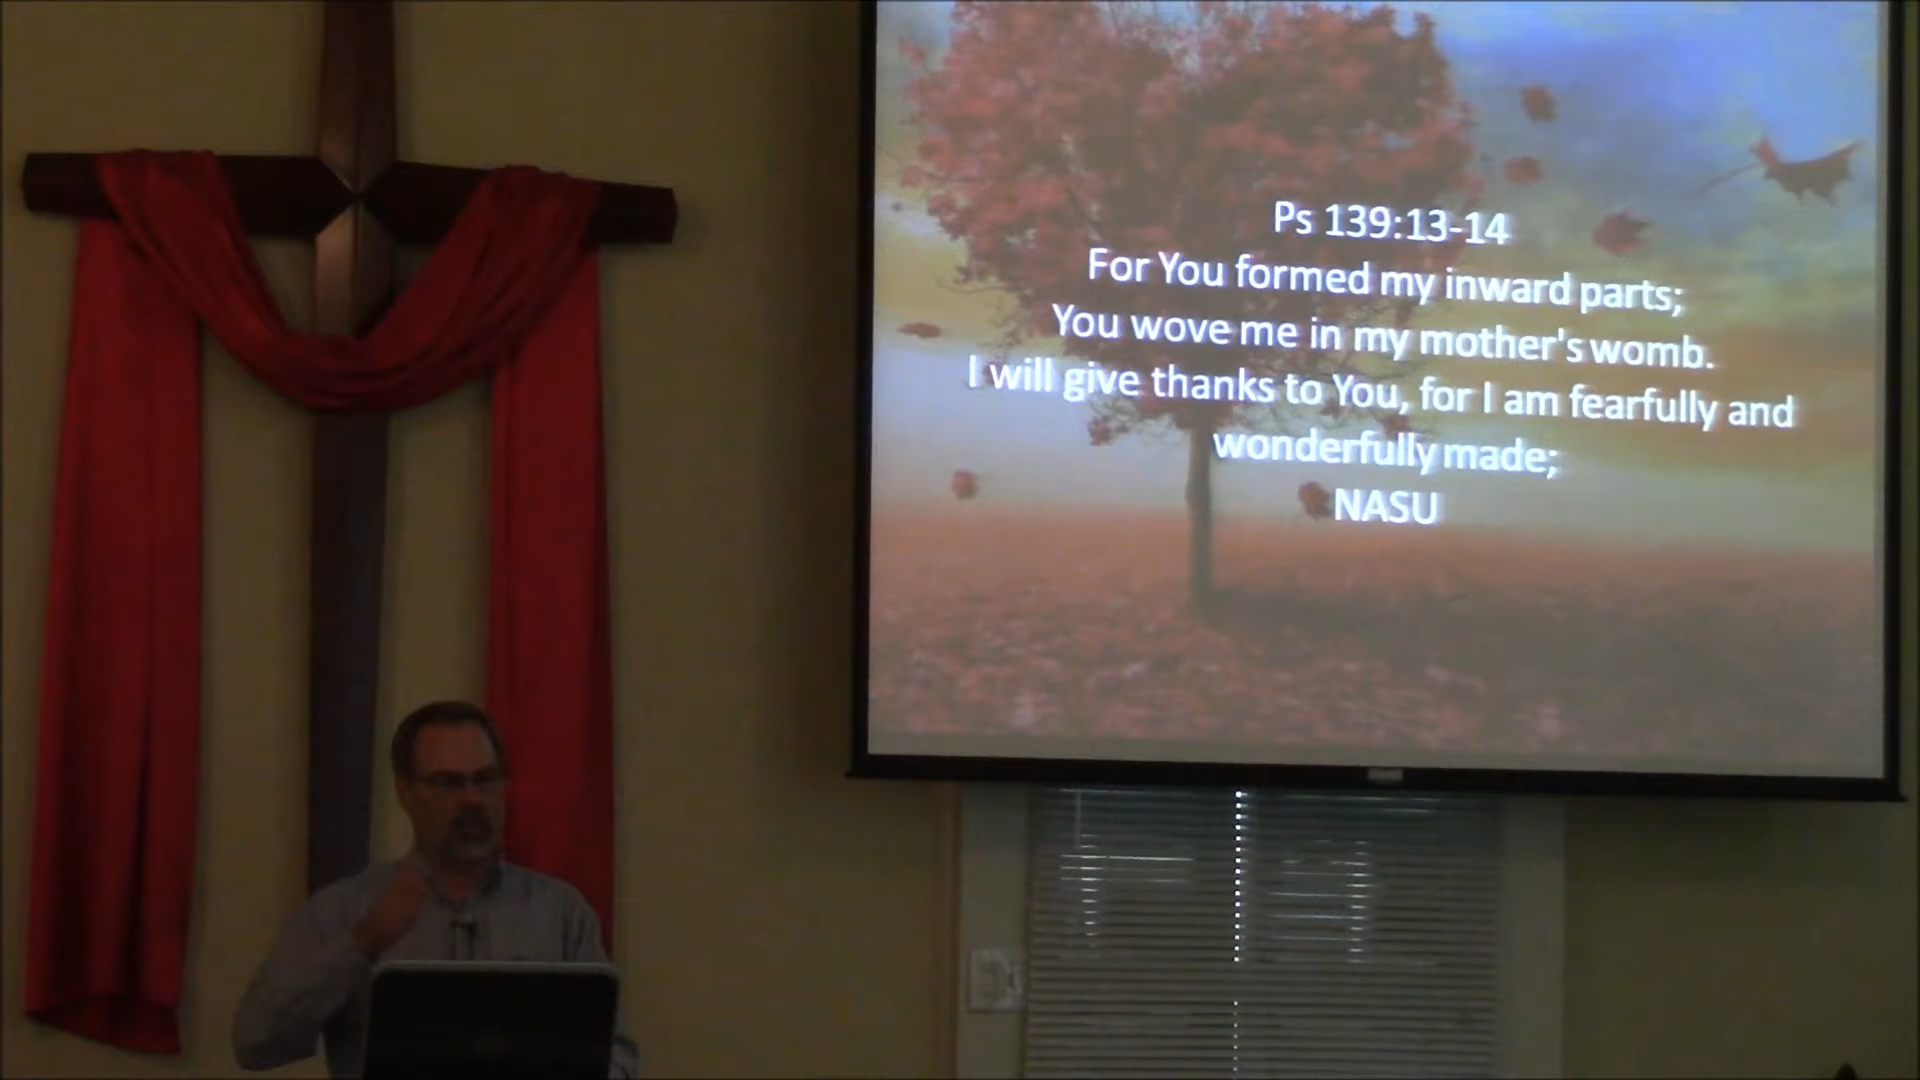 Ps 139:13-14
For You formed my inward parts;
You wove me in my mother's womb.
I will give thanks to You, for I am fearfully and
wonderfully made;
NASU